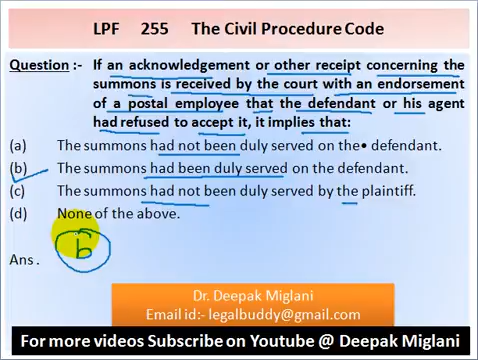 LPF 255 The Civil Procedure Code
Question :- If an acknowledgement or other receipt concerning the
summons is received by the court with an endorsement
of a postal employee that the defendant or his agent
had refused to accept it, it implies that:
(a) The summons had not been duly served on the• defendant.
(b) The summons had been duly served on the defendant.
(c) The summons had not been duly served by the plaintiff.
(d) None of the above.
Ans . b
Dr. Deepak Miglani
Email id:- legalbuddy@gmail.com
For more videos Subscribe on Youtube @ Deepak Miglani